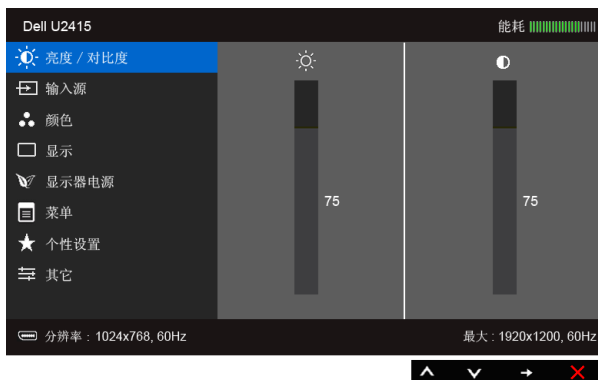 Dell U2415
能耗
亮度 / 对比度
输入源
颜色
显示
显示器电源
菜单
个性设置
其它
75
75
分辨率 : 1024x768, 60Hz
最大 : 1920x1200, 60Hz